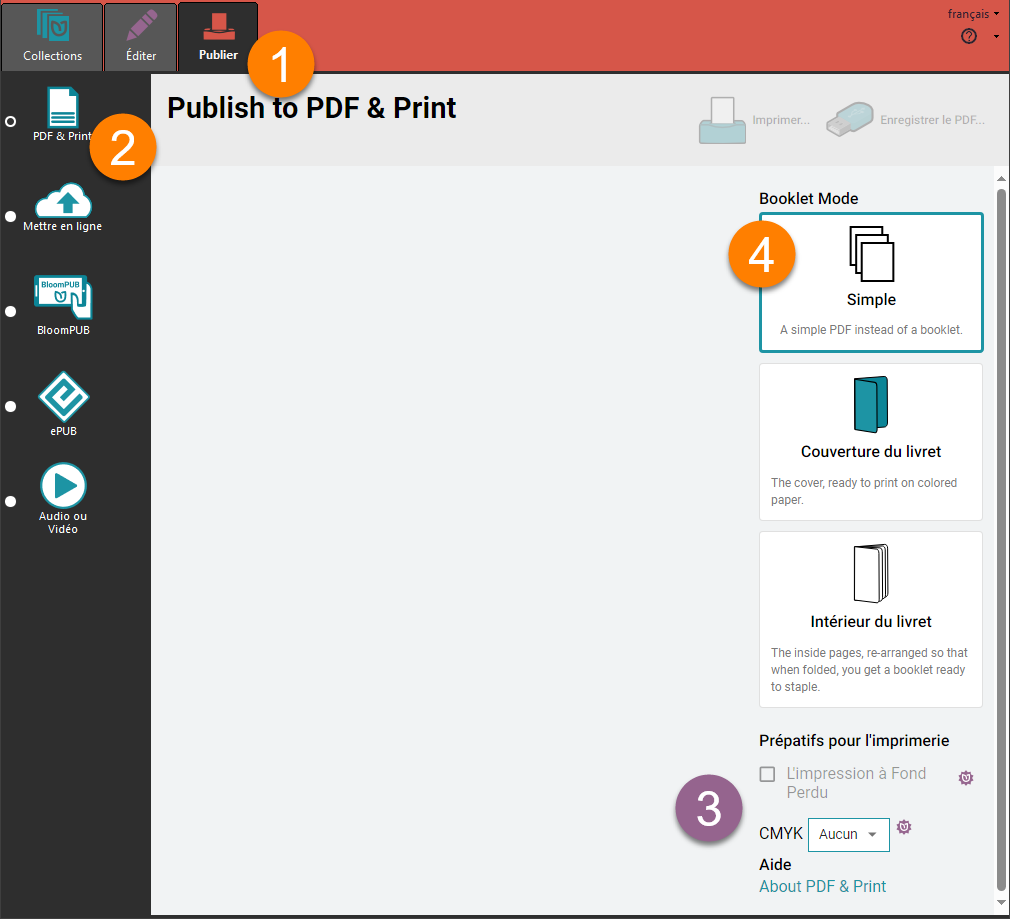 Collections
Éditer
Publier
français
1
PDF & Print
2
Mettre en ligne
BloomPUB
BloomPUB
ePUB
Audio ou
Vidéo
Publish to PDF & Print
Imprimer...
Enregistrer le PDF...
Booklet Mode
4
Simple
A simple PDF instead of a booklet.
Couverture du livret
The cover, ready to print on colored
paper.
Intérieur du livret
The inside pages, re-arranged so that
when folded, you get a booklet ready
to staple.
Prépatifs pour l'imprimerie
3
L'impression à Fond
Perdu
CMYK Aucun
Aide
About PDF & Print